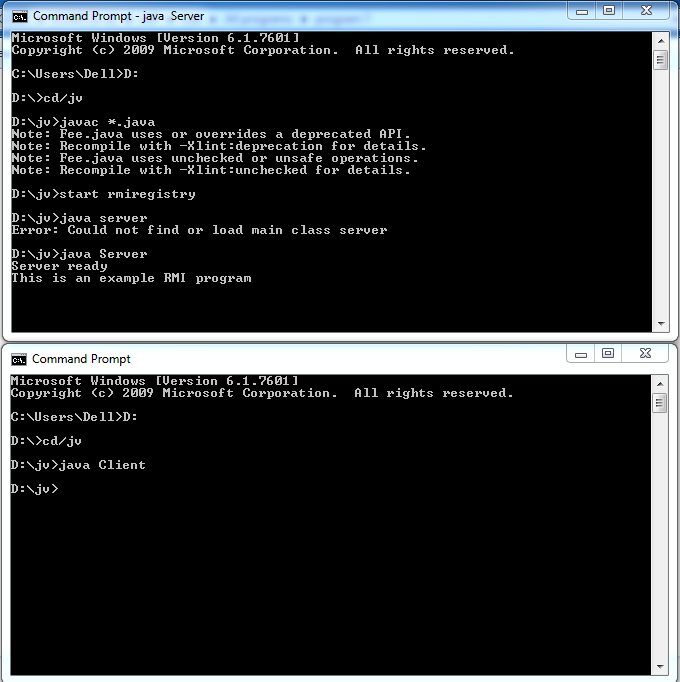 Command Prompt - java  Server
Microsoft Windows [Version 6.1.7601]
Copyright (c) 2009 Microsoft Corporation.  All rights reserved.
C:\Users\Dell>D:
D:\>cd/jv
D:\jv>javac *.java
Note: Fee.java uses or overrides a deprecated API.
Note: Recompile with -Xlint:deprecation for details.
Note: Fee.java uses unchecked or unsafe operations.
Note: Recompile with -Xlint:unchecked for details.
D:\jv>start rmiregistry
D:\jv>java server
Error: Could not find or load main class server
D:\jv>java Server
Server ready
This is an example RMI program
Command Prompt
Microsoft Windows [Version 6.1.7601]
Copyright (c) 2009 Microsoft Corporation.  All rights reserved.
C:\Users\Dell>D:
D:\>cd/jv
D:\jv>java Client
D:\jv>